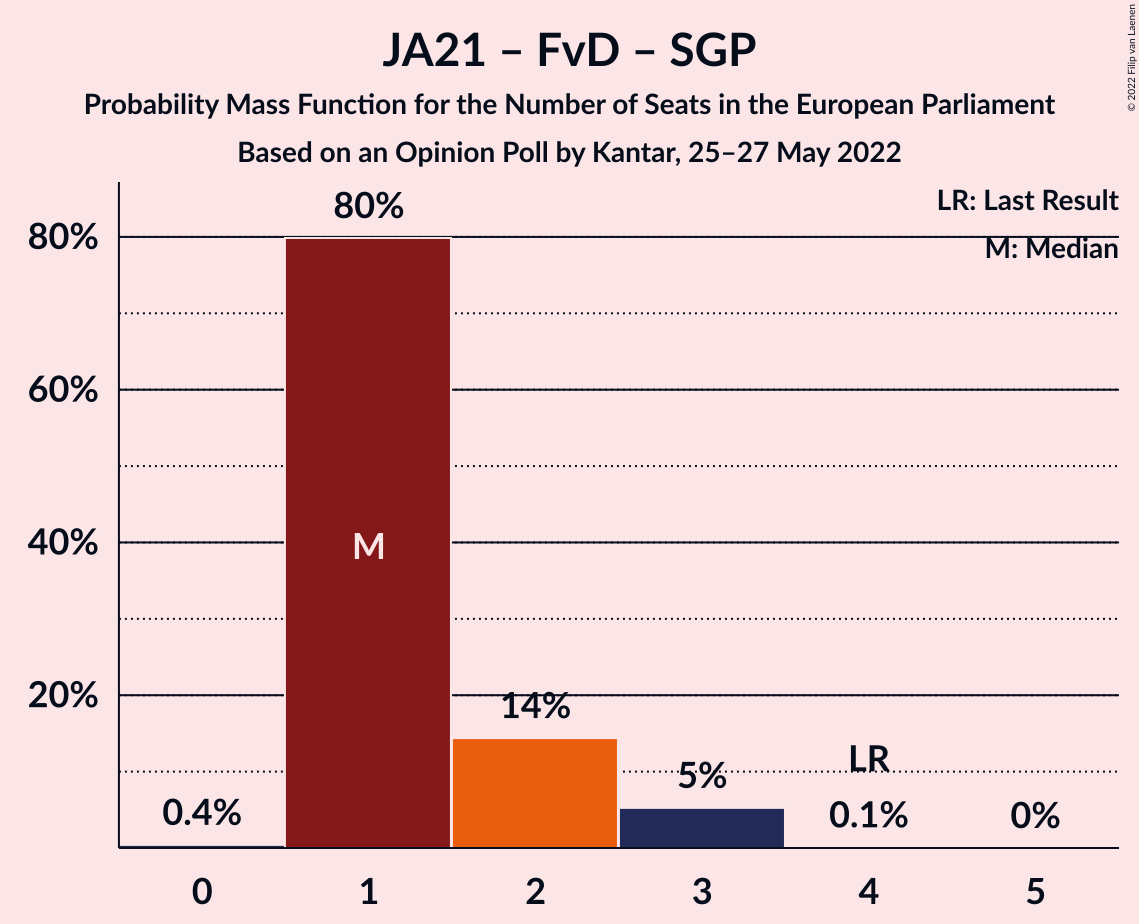 JA21 – FvD – SGP
Probability Mass Function for the Number of Seats in the European Parliament
Based on an Opinion Poll by Kantar, 25–27 May 2022
© 2022 Filip van Laenen
LR: Last Result
M: Median
80%
60%
40%
20%
0.4%
80%
M
14%
5%
LR
0.1%
0%
0 1 2 3 4 5